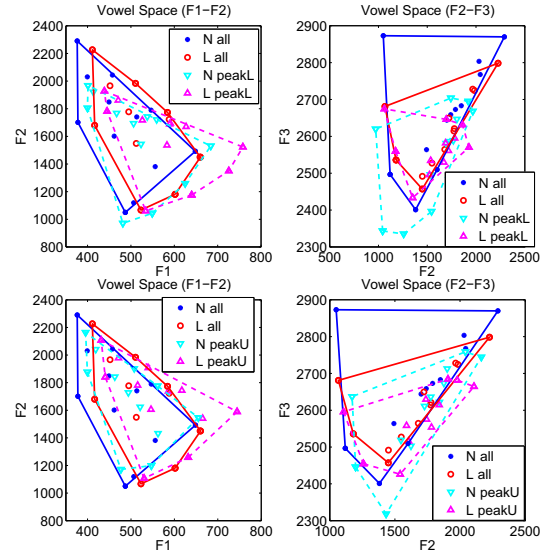 Vowel Space (F1−F2)
2400
2200
2000
1800
1600
1400
1200
1000
800
F2
400 500 600 700 800
F1
N all
L all
N peakL
L peakL
Vowel Space (F2−F3)
2900
2800
2700
2600
2500
2400
2300
F3
500 1000 1500 2000 2500
F2
N all
L all
N peakL
L peakL
Vowel Space (F1−F2)
2400
2200
2000
1800
1600
1400
1200
1000
800
F2
400 500 600 700 800
F1
N all
L all
N peakU
L peakU
Vowel Space (F2−F3)
2900
2800
2700
2600
2500
2400
2300
F3
1000 1500 2000 2500
F2
N all
L all
N peakU
L peakU